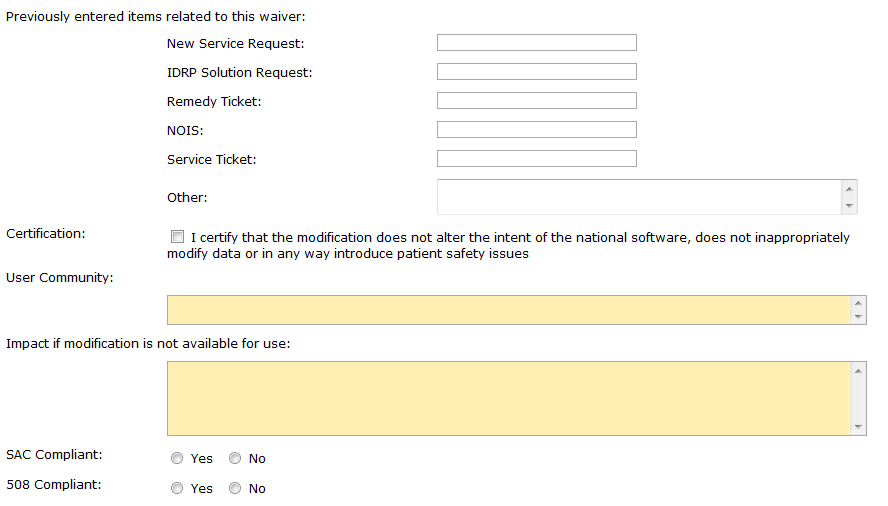 Previously entered items related to this waiver:
New Service Request:
IDRP Solution Request:
Remedy Ticket:
NOIS:
Service Ticket:
Other:
Certification:
I certify that the modification does not alter the intent of the national software, does not inappropriately
modify data or in any way introduce patient safety issues
User Community:
Impact if modification is not available for use:
SAC Compliant: Yes No
508 Compliant: Yes No